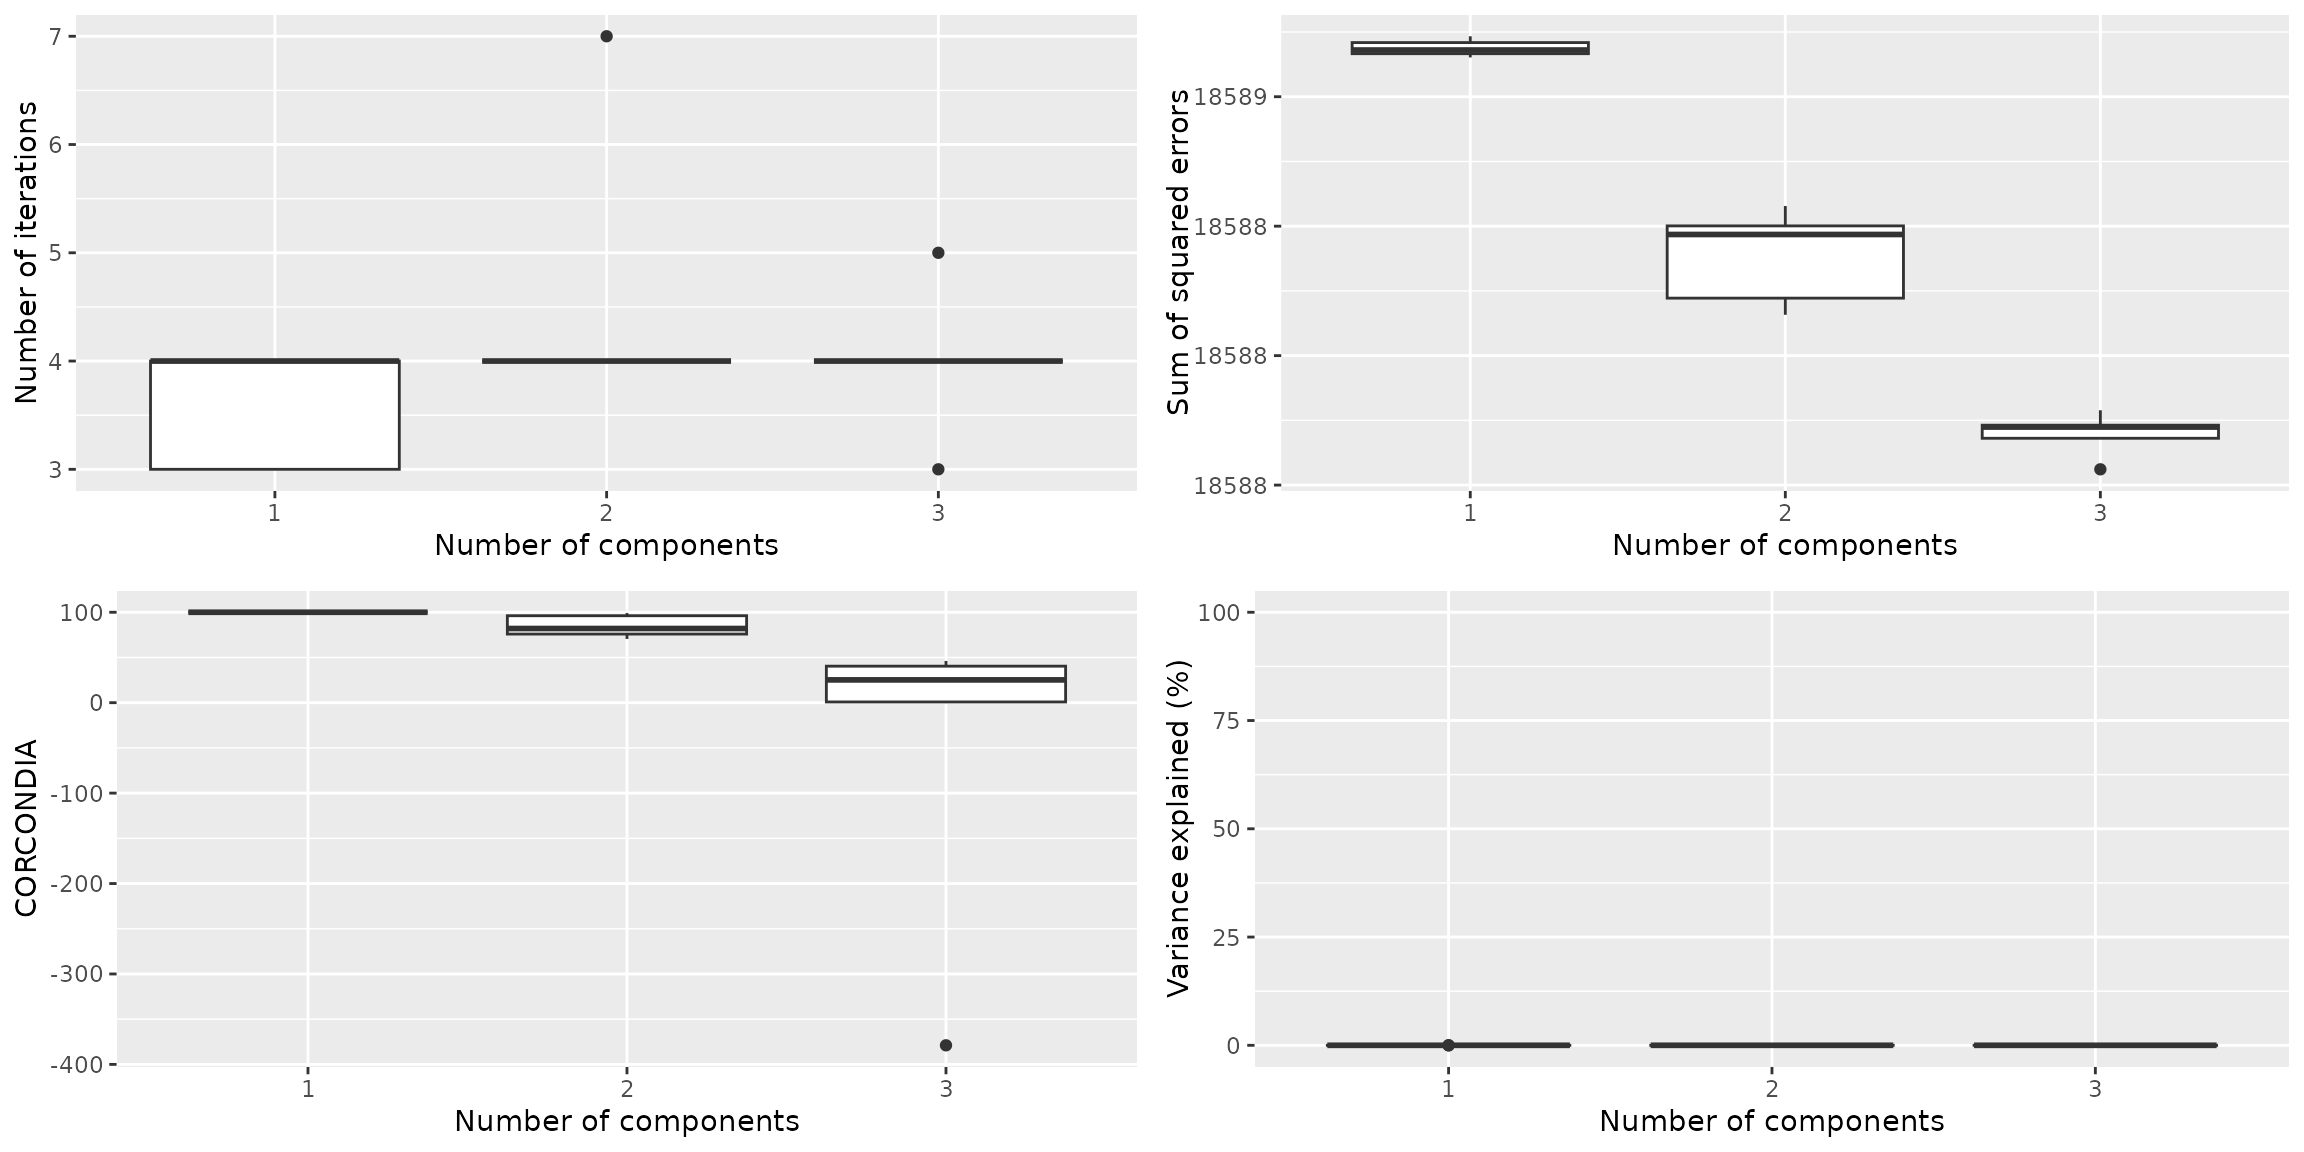 Number of iterations
7
6
5
4
3
1 2 3
Number of components
Sum of squared errors
18589
18588
18588
18588
1 2 3
Number of components
CORCONDIA
100
0
-100
-200
-300
-400
1 2 3
Number of components
Variance explained (%)
100
75
50
25
0
1 2 3
Number of components